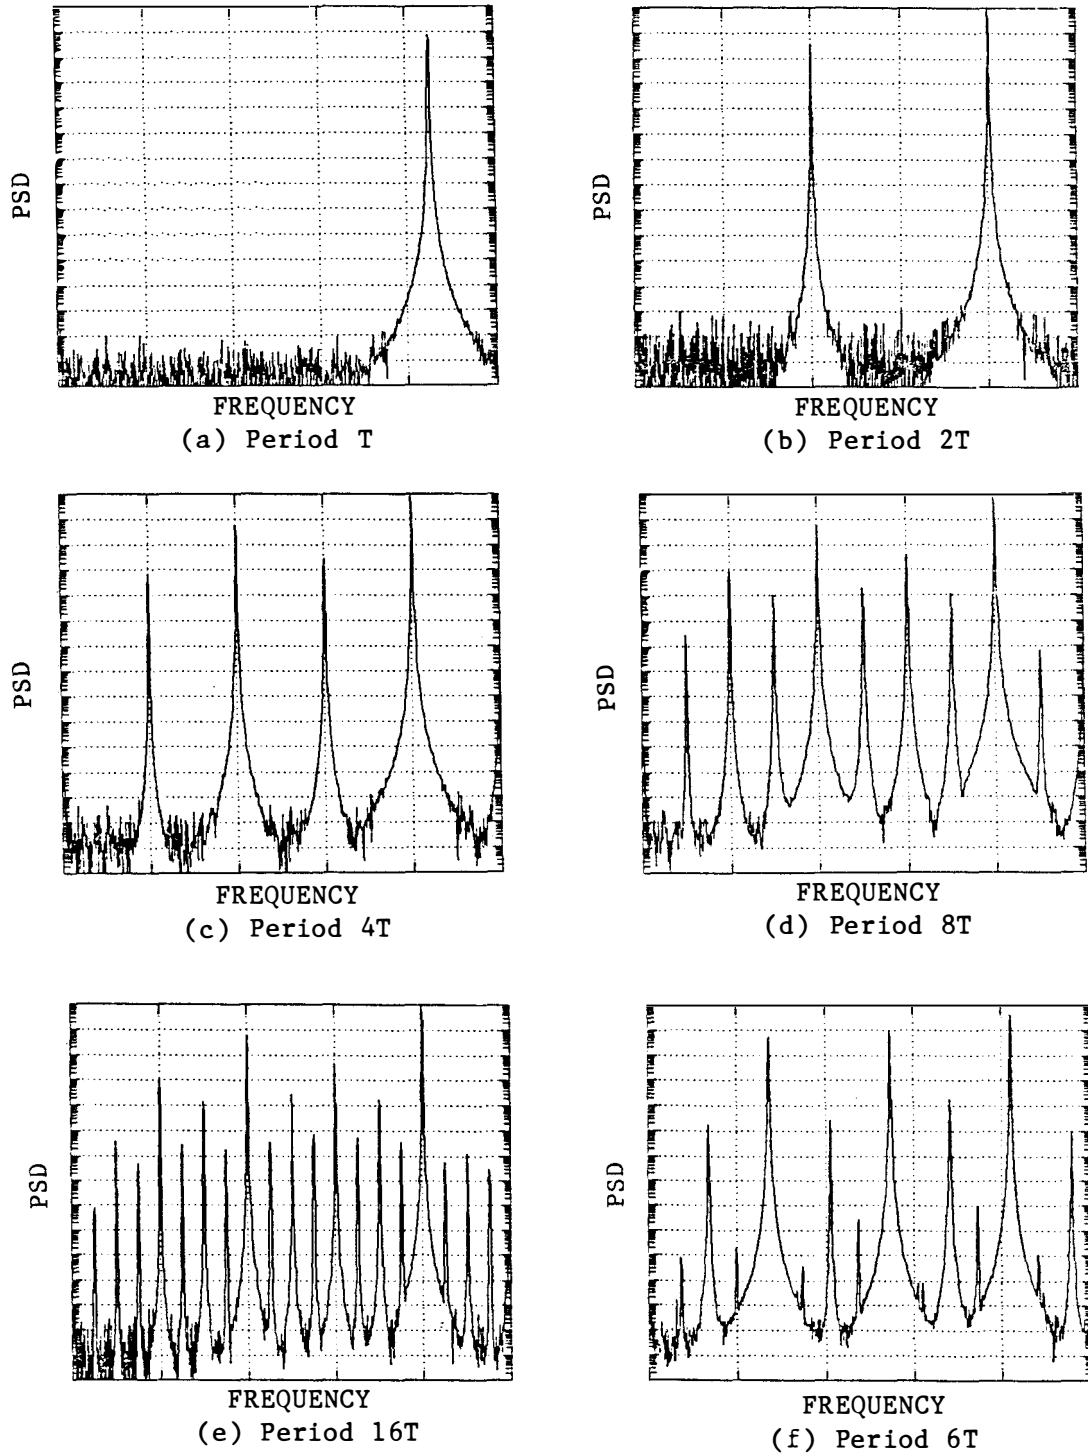 PSD
FREQUENCY
(a) Period T
PSD
FREQUENCY
(b) Period 2T
PSD
FREQUENCY
(c) Period 4T
PSD
FREQUENCY
(d) Period 8T
PSD
FREQUENCY
(e) Period 16T
PSD
FREQUENCY
(f) Period 6T